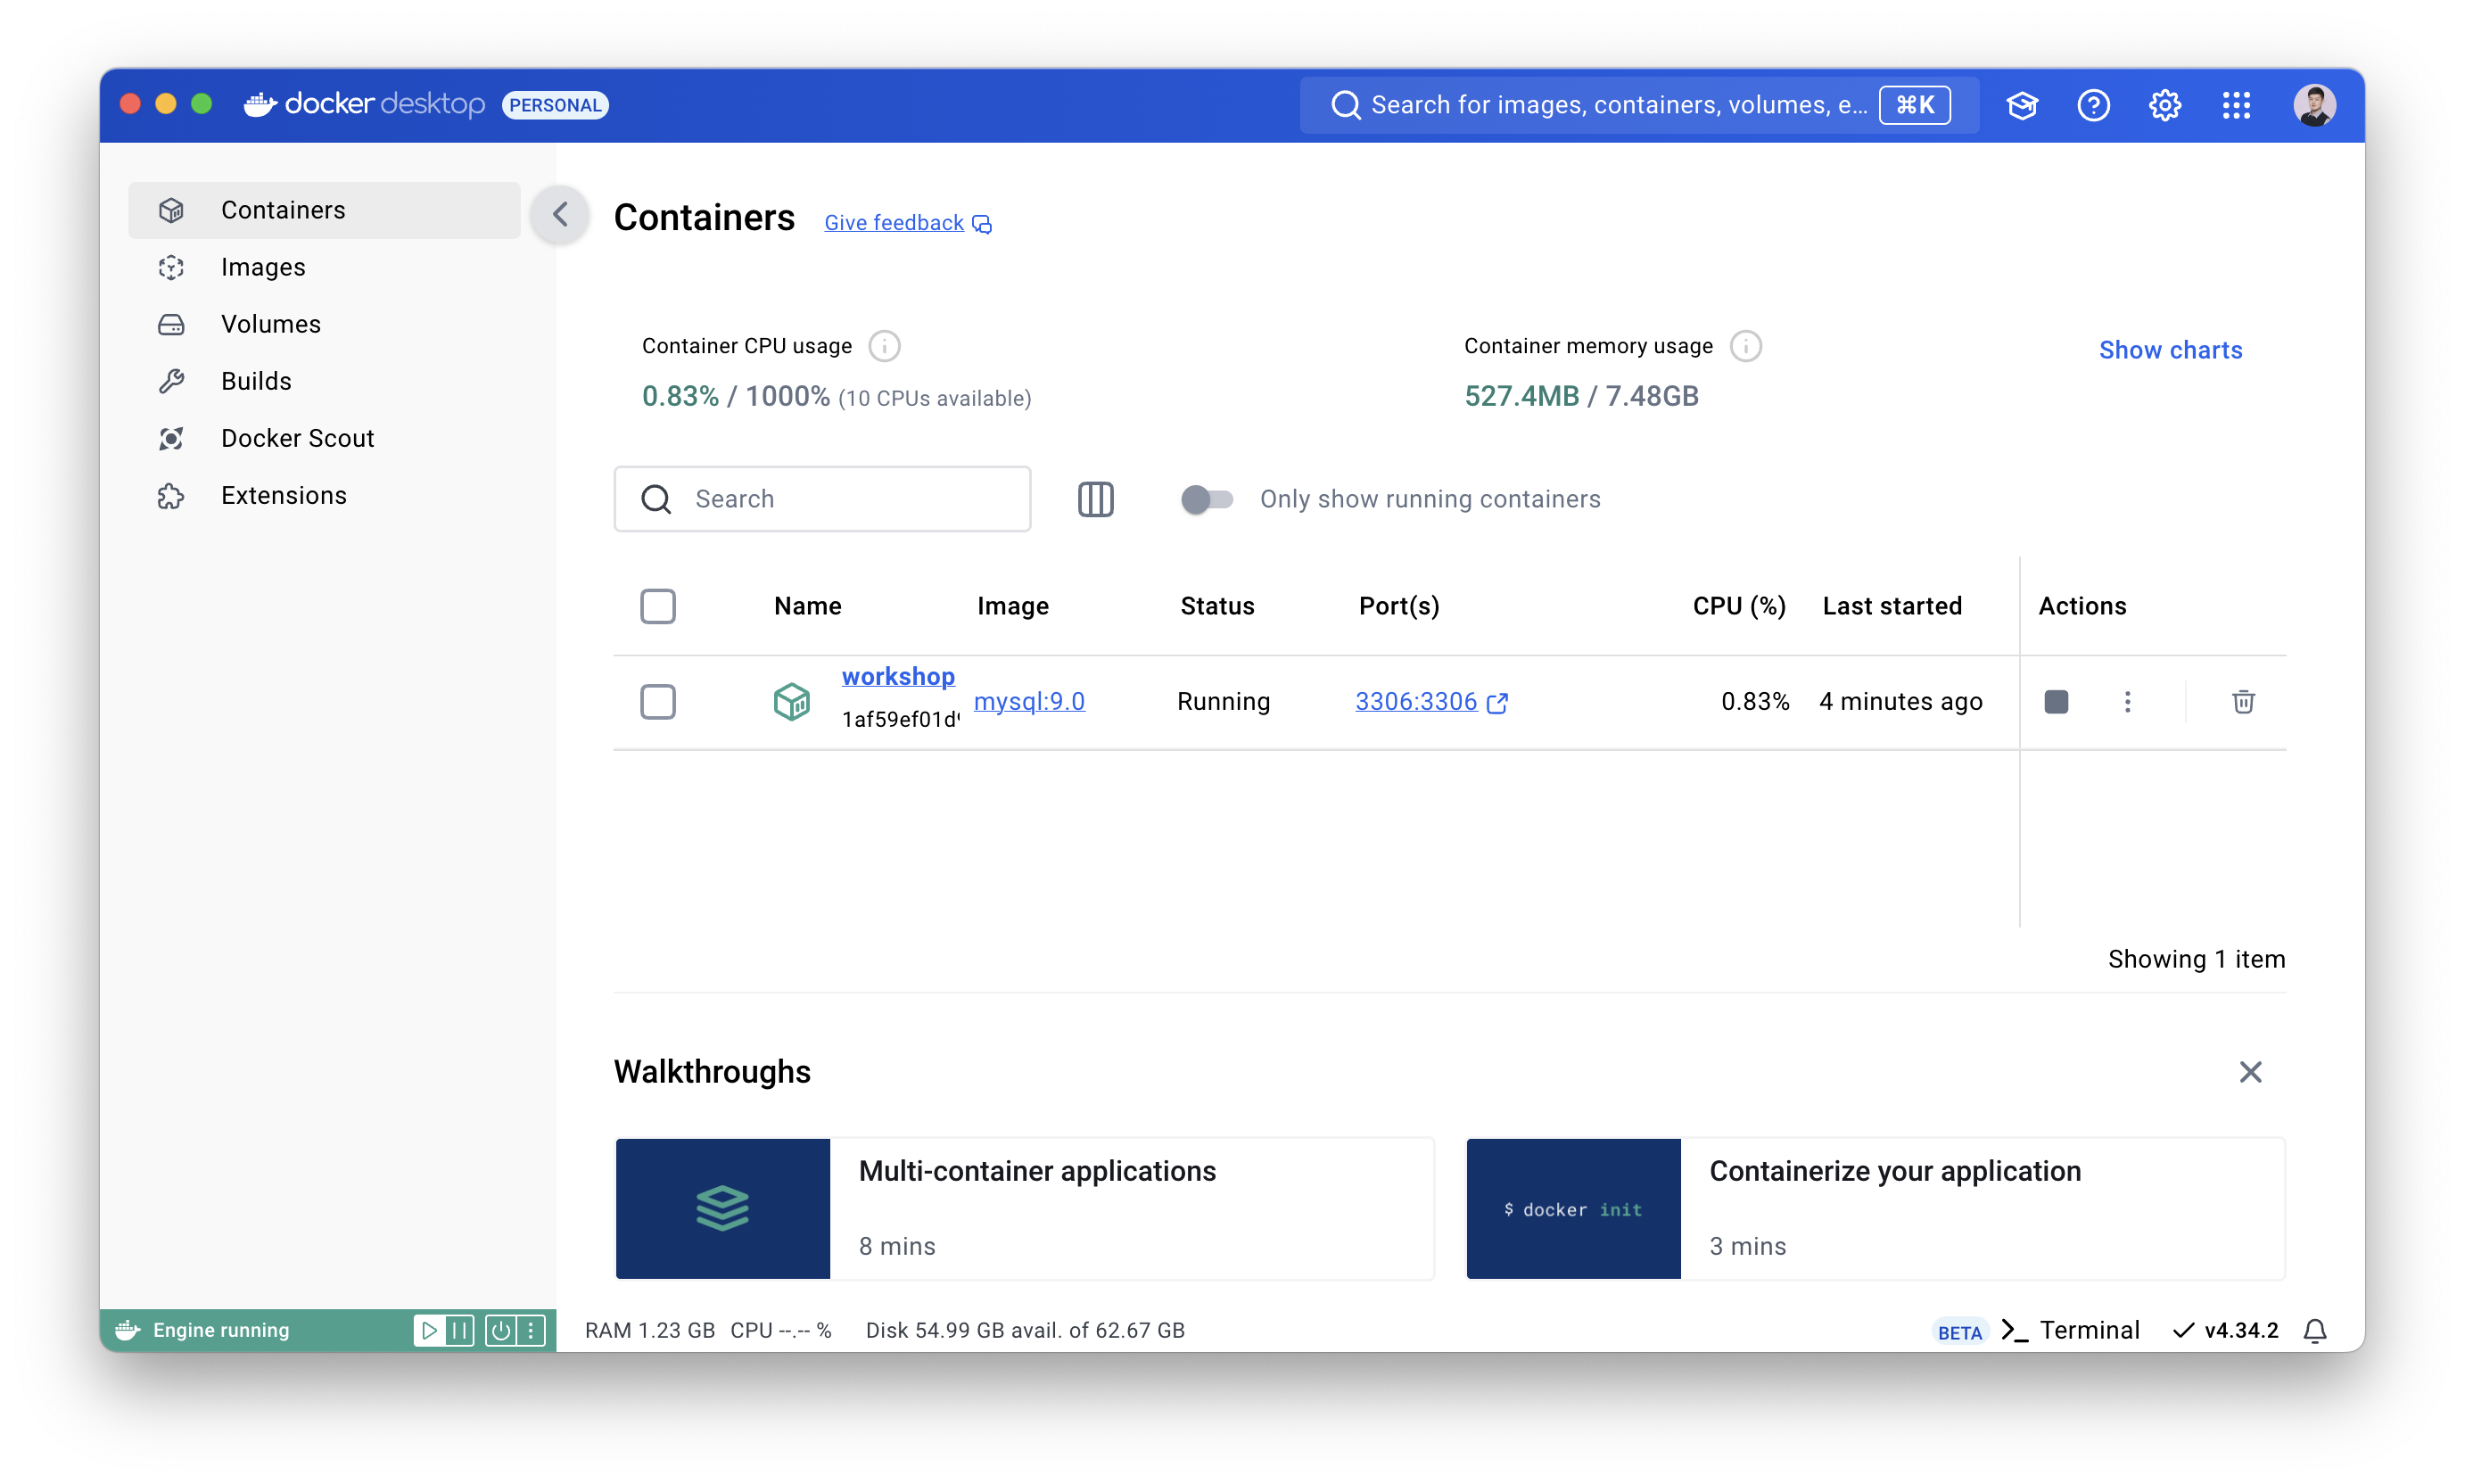 docker desktop PERSONAL
Search for images, containers, volumes, e... ⌘K
Containers
Images
Volumes
Builds
Docker Scout
Extensions
Containers Give feedback
Container CPU usage
0.83% / 1000% (10 CPUs available)
Container memory usage
527.4MB / 7.48GB
Show charts
Search
Only show running containers
Name Image Status Port(s) CPU (%) Last started Actions
workshop
1af59ef01d
mysql:9.0 Running 3306:3306 0.83% 4 minutes ago
Showing 1 item
Walkthroughs
Multi-container applications
8 mins
$ docker init
Containerize your application
3 mins
Engine running
RAM 1.23 GB CPU --.-- % Disk 54.99 GB avail. of 62.67 GB
BETA >_ Terminal v4.34.2